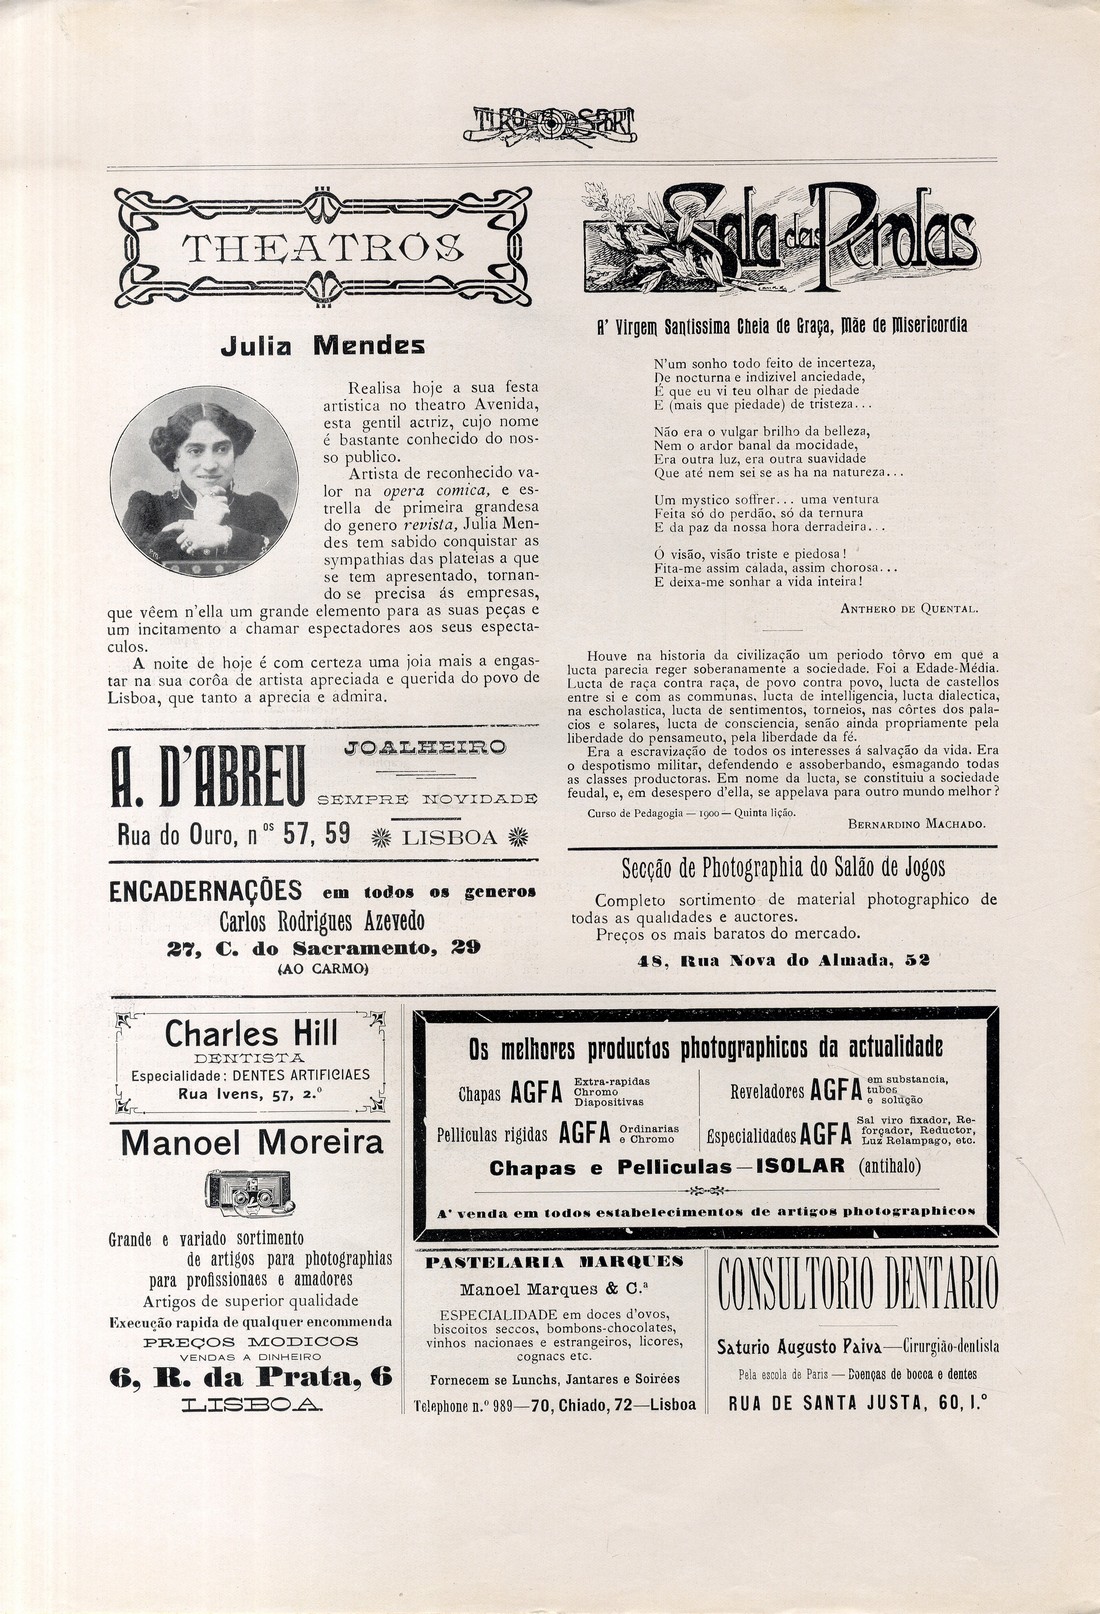 TIRO E SPORT
THEATROS
Julia Mendes
Realisa hoje a sua festa
artistica no theatro Avenida,
esta gentil actriz, cujo nome
é bastante conhecido do nos-
so publico.
Artista de reconhecido va-
lor na opera comica, e es-
trella de primeira grandesa
do genero revista, Julia Men-
des tem sabido conquistar as
sympathias das plateias a que
se tem apresentado, tornan-
do se precisa ás empresas,
que vêem n'ella um grande elemento para as suas peças e
um incitamento a chamar espectadores aos seus especta-
culos.
A noite de hoje é com certeza uma joia mais a engas-
tar na sua corôa de artista apreciada e querida do povo de
Lisboa, que tanto a aprecia e admira.
A. D'ABREU
JOALHEIRO
SEMPRE NOVIDADE
Rua do Ouro, nos 57, 59
LISBOA
ENCADERNAÇÕES em todos os generos
Carlos Rodrigues Azevedo
27, C. do Sacramento, 29
(AO CARMO)
Sala das Perolas
A' Virgem Santissima Cheia de Graça, Mãe de Misericordia
N'um sonho todo feito de incerteza,
De nocturna e indizivel anciedade,
É que eu vi teu olhar de piedade
E (mais que piedade) de tristeza...
Não era o vulgar brilho da belleza,
Nem o ardor banal da mocidade,
Era outra luz, era outra suavidade
Que até nem sei se as ha na natureza...
Um mystico soffrer... uma ventura
Feita só do perdão, só da ternura
E da paz da nossa hora derradeira...
Ó visão, visão triste e piedosa!
Fita-me assim calada, assim chorosa...
E deixa-me sonhar a vida inteira!
ANTHERO DE QUENTAL.
Houve na historia da civilização um periodo tôrvo em que a
lucta parecia reger soberanamente a sociedade. Foi a Edade-Média.
Lucta de raça contra raça, de povo contra povo, lucta de castellos
entre si e com as communas, lucta de intelligencia, lucta dialectica,
na escholastica, lucta de sentimentos, torneios, nas côrtes dos pala-
cios e solares, lucta de consciencia, senão ainda propriamente pela
liberdade do pensameuto, pela liberdade da fé.
Era a escravização de todos os interesses á salvação da vida. Era
o despotismo militar, defendendo e assoberbando, esmagando todas
as classes productoras. Em nome da lucta, se constituiu a sociedade
feudal, e, em desespero d'ella, se appelava para outro mundo melhor?
Curso de Pedagogia — 1900 — Quinta lição.
BERNARDINO MACHADO.
Secção de Photographia do Salão de Jogos
Completo sortimento de material photographico de
todas as qualidades e auctores.
Preços os mais baratos do mercado.
48, Rua Nova do Almada, 52
Charles Hill
DENTISTA
Especialidade: DENTES ARTIFICIAES
Rua Ivens, 57, 2.º
Manoel Moreira
Grande e variado sortimento
de artigos para photographias
para profissionaes e amadores
Artigos de superior qualidade
Execução rapida de qualquer encommenda
PREÇOS MODICOS
VENDAS A DINHEIRO
6, R. da Prata, 6
LISBOA
Os melhores productos photographicos da actualidade
Chapas AGFA Extra-rapidas
Chromo
Diapositivas
Reveladores AGFA em substancia,
tubos
e solução
Pelliculas rigidas AGFA Ordinarias
e Chromo
Especialidades AGFA Sal viro fixador, Re-
forçador, Reductor,
Luz Relampago, etc.
Chapas e Pelliculas—ISOLAR (antihalo)
A' venda em todos estabelecimentos de artigos photographicos
PASTELARIA MARQUES
Manoel Marques & C.ª
ESPECIALIDADE em doces d'ovos,
biscoitos seccos, bombons-chocolates,
vinhos nacionaes e estrangeiros, licores,
cognacs etc.
Fornecem se Lunchs, Jantares e Soirées
Telephone n.º 989—70, Chiado, 72—Lisboa
CONSULTORIO DENTARIO
Saturio Augusto Paiva—Cirurgião-dentista
Pela escola de Paris — Doenças de bocca e dentes
RUA DE SANTA JUSTA, 60, 1.º